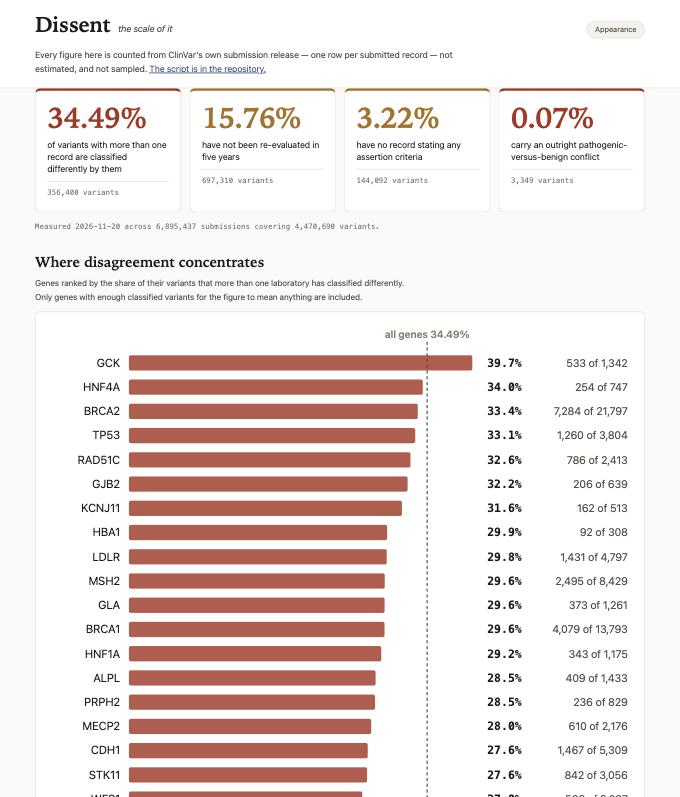 Dissent the scale of it
Appearance
Every figure here is counted from ClinVar's own submission release — one row per submitted record — not
estimated, and not sampled. The script is in the repository.
34.49%
of variants with more than one
record are classified
differently by them
356,400 variants
15.76%
have not been re-evaluated in
five years
697,310 variants
3.22%
have no record stating any
assertion criteria
144,092 variants
0.07%
carry an outright pathogenic-
versus-benign conflict
3,349 variants
Measured 2026-11-20 across 6,895,437 submissions covering 4,470,690 variants.
Where disagreement concentrates
Genes ranked by the share of their variants that more than one laboratory has classified differently.
Only genes with enough classified variants for the figure to mean anything are included.
all genes 34.49%
GCK 39.7% 533 of 1,342
HNF4A 34.0% 254 of 747
BRCA2 33.4% 7,284 of 21,797
TP53 33.1% 1,260 of 3,804
RAD51C 32.6% 786 of 2,413
GJB2 32.2% 206 of 639
KCNJ11 31.6% 162 of 513
HBA1 29.9% 92 of 308
LDLR 29.8% 1,431 of 4,797
MSH2 29.6% 2,495 of 8,429
GLA 29.6% 373 of 1,261
BRCA1 29.6% 4,079 of 13,793
HNF1A 29.2% 343 of 1,175
ALPL 28.5% 409 of 1,433
PRPH2 28.5% 236 of 829
MECP2 28.0% 610 of 2,176
CDH1 27.6% 1,467 of 5,309
STK11 27.6% 842 of 3,056